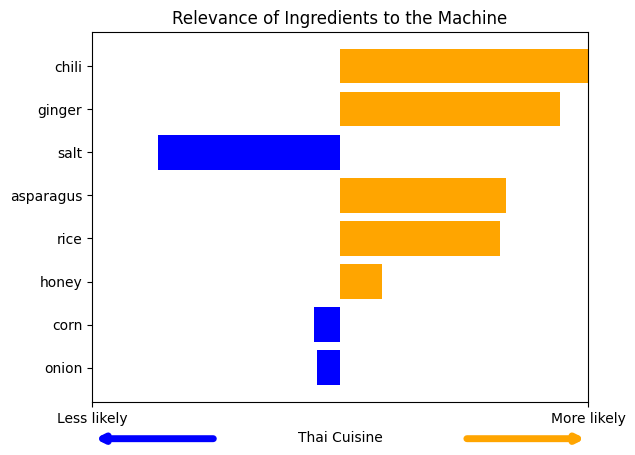 Relevance of Ingredients to the Machine
chili
ginger
salt
asparagus
rice
honey
corn
onion
Less likely
More likely
Thai Cuisine